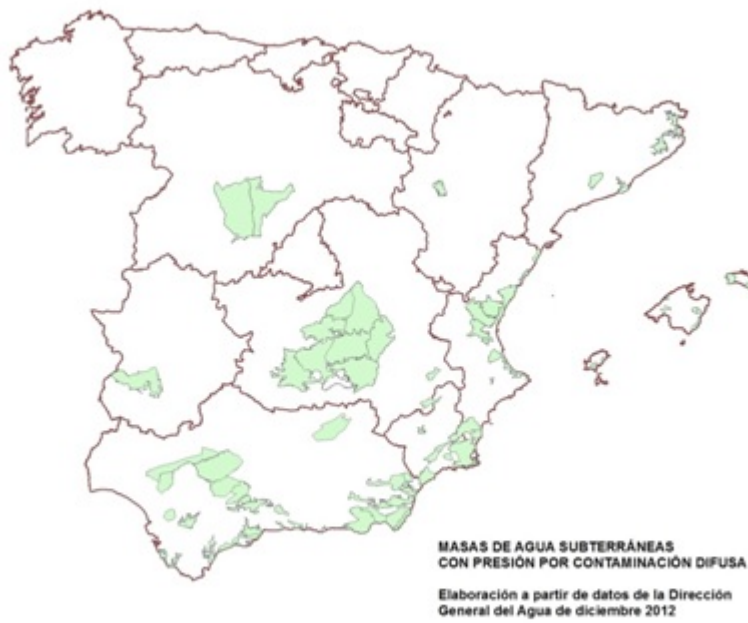 MASAS DE AGUA SUBTERRÁNEAS
CON PRESIÓN POR CONTAMINACIÓN DIFUSA
Elaboración a partir de datos de la Dirección
General del Agua de diciembre 2012